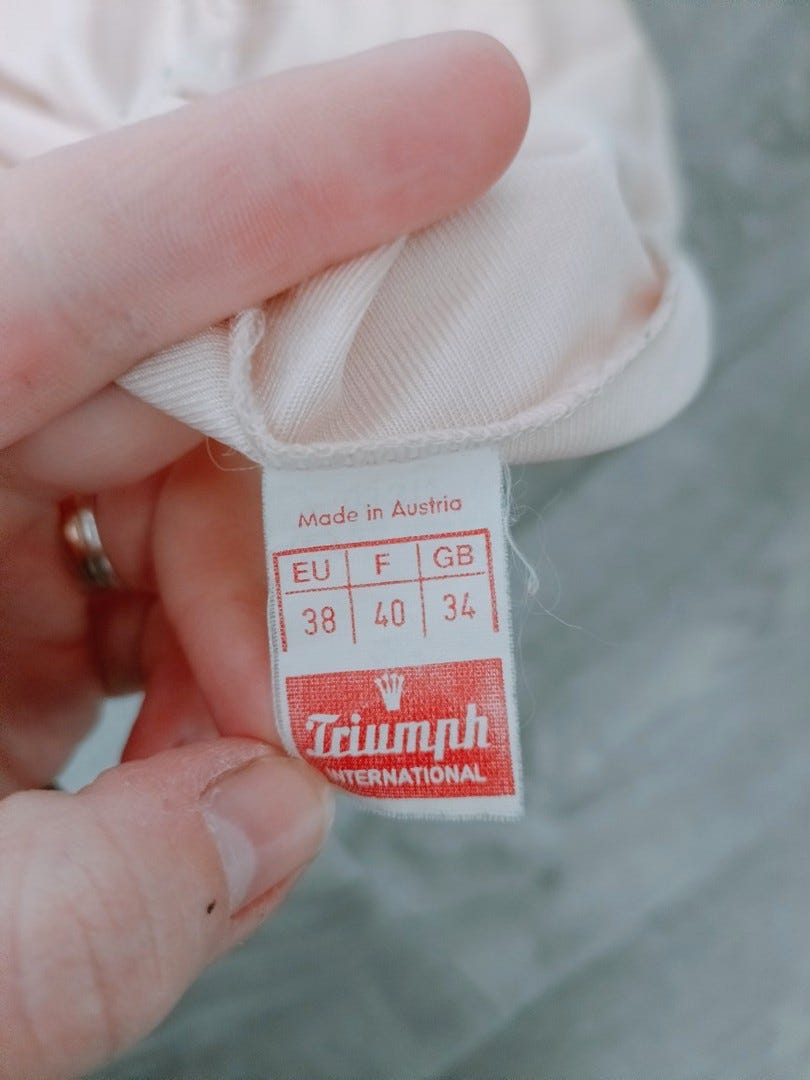 Made in Austria
EU F GB
38 40 34
Triumph
INTERNATIONAL